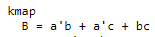 kmap
B = a'b + a'c + bc